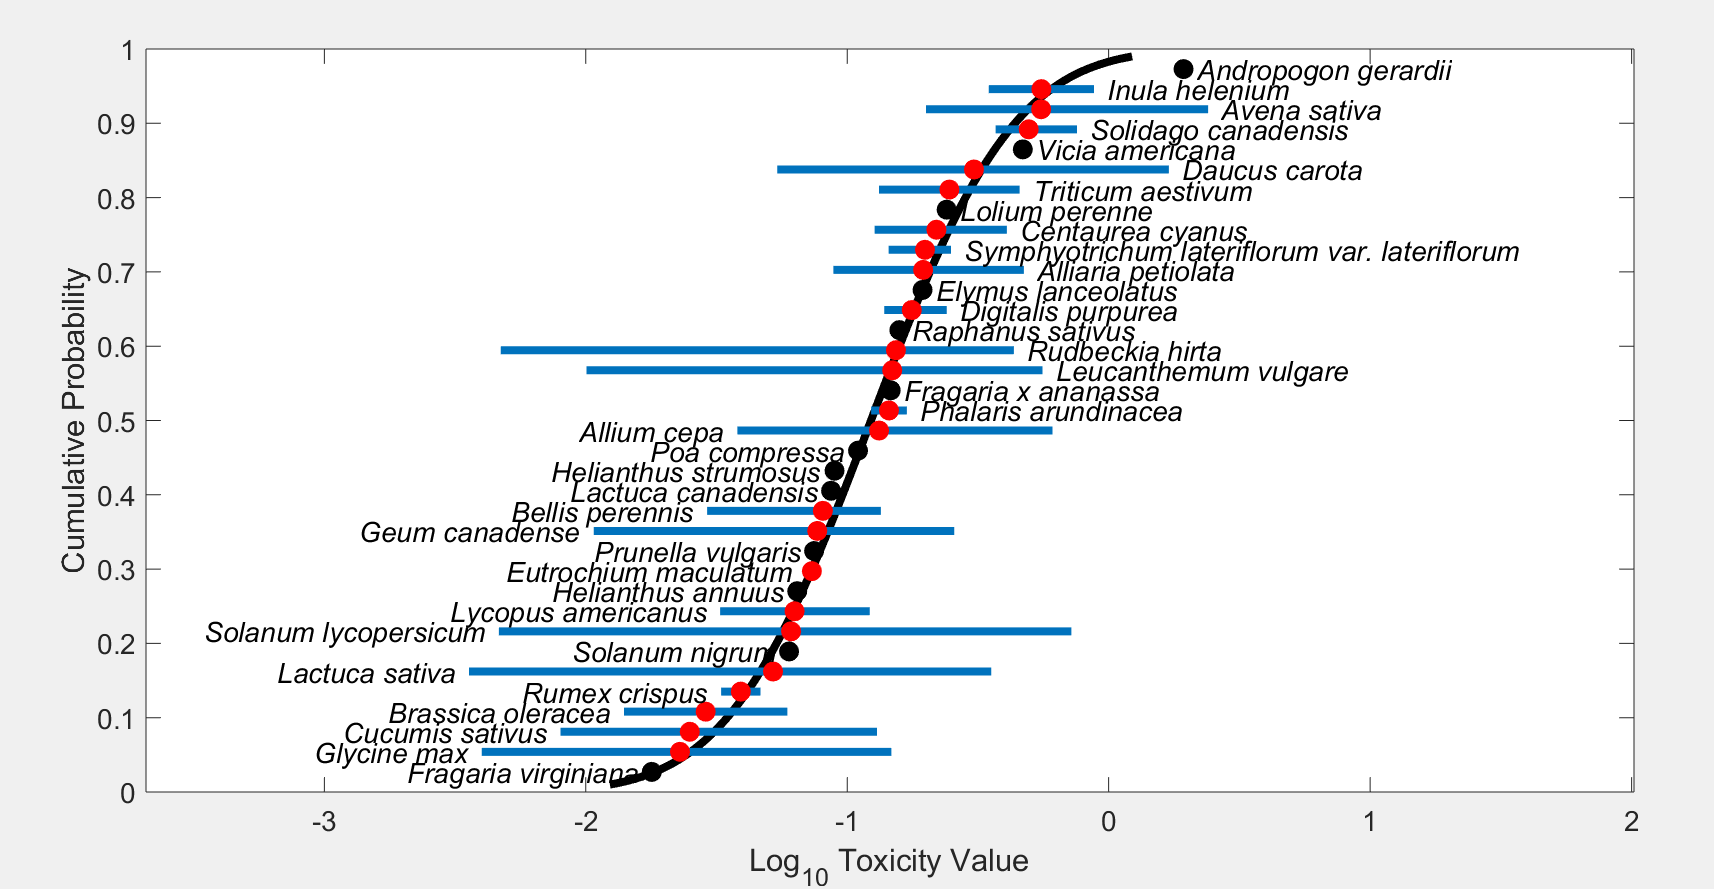 1
0.9
0.8
0.7
0.6
0.5
0.4
0.3
0.2
0.1
0
Cumulative Probability
Andropogon gerardii
Inula helenium
Avena sativa
Solidago canadensis
Vicia americana
Daucus carota
Triticum aestivum
Lolium perenne
Centaurea cyanus
Symphyotrichum lateriflorum var. lateriflorum
Alliaria petiolata
Elymus lanceolatus
Digitalis purpurea
Raphanus sativus
Rudbeckia hirta
Leucanthemum vulgare
Fragaria x ananassa
Phalaris arundinacea
Allium cepa
Poa compressa
Helianthus strumosus
Lactuca canadensis
Bellis perennis
Geum canadense
Prunella vulgaris
Eutrochium maculatum
Helianthus annuus
Lycopus americanus
Solanum lycopersicum
Solanum nigrum
Lactuca sativa
Rumex crispus
Brassica oleracea
Cucumis sativus
Glycine max
Fragaria virginiana
-3 -2 -1 0 1 2
Log10 Toxicity Value